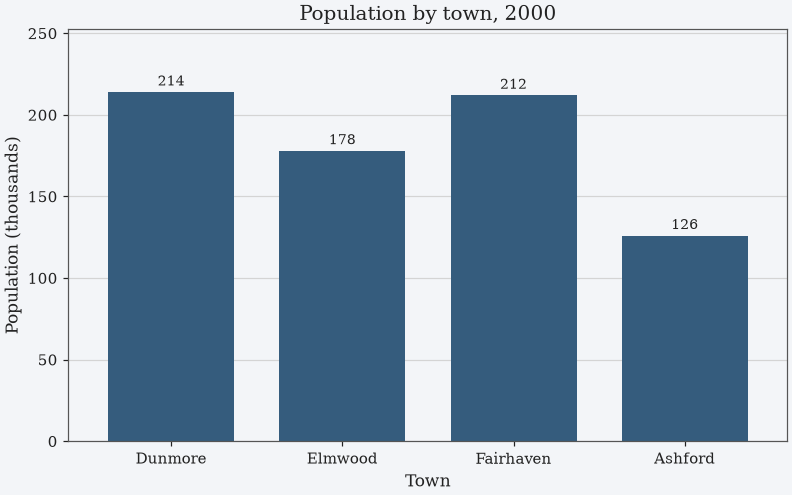 Population by town, 2000
Population (thousands)
250
200
150
100
50
0
214
178
212
126
Dunmore
Elmwood
Fairhaven
Ashford
Town